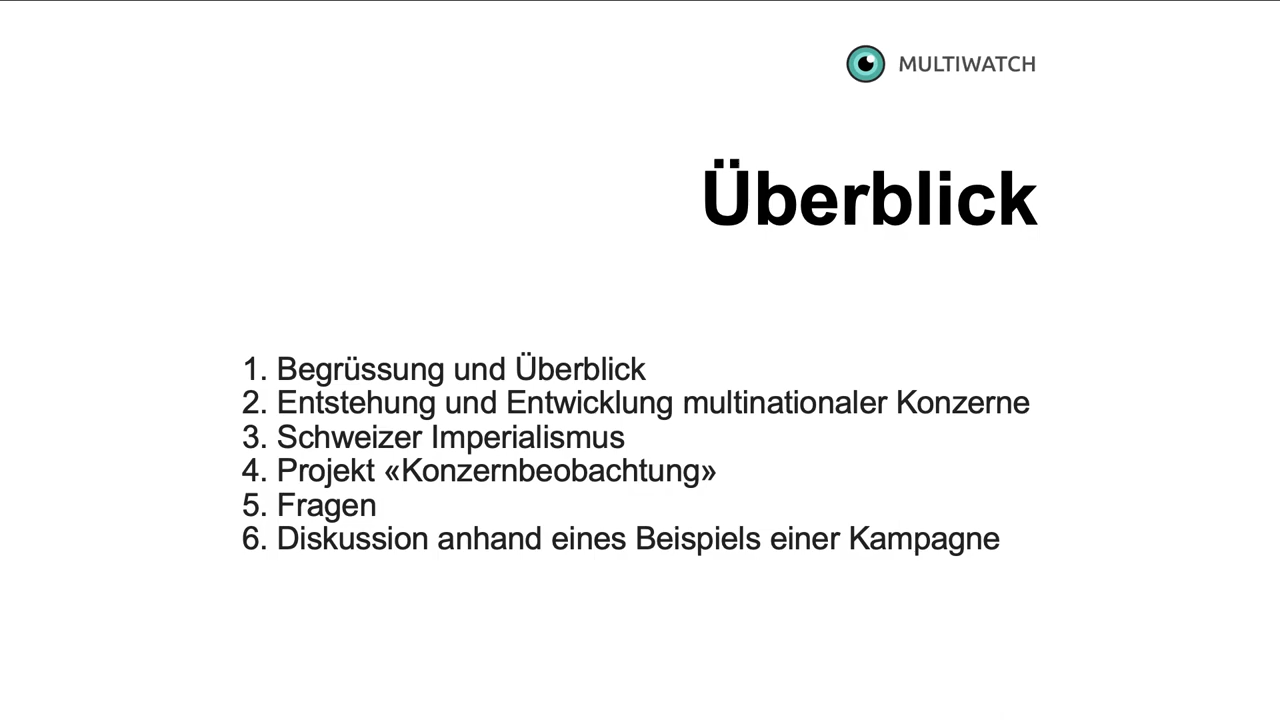 MULTIWATCH
Überblick
1. Begrüssung und Überblick
2. Entstehung und Entwicklung multinationaler Konzerne
3. Schweizer Imperialismus
4. Projekt «Konzernbeobachtung»
5. Fragen
6. Diskussion anhand eines Beispiels einer Kampagne